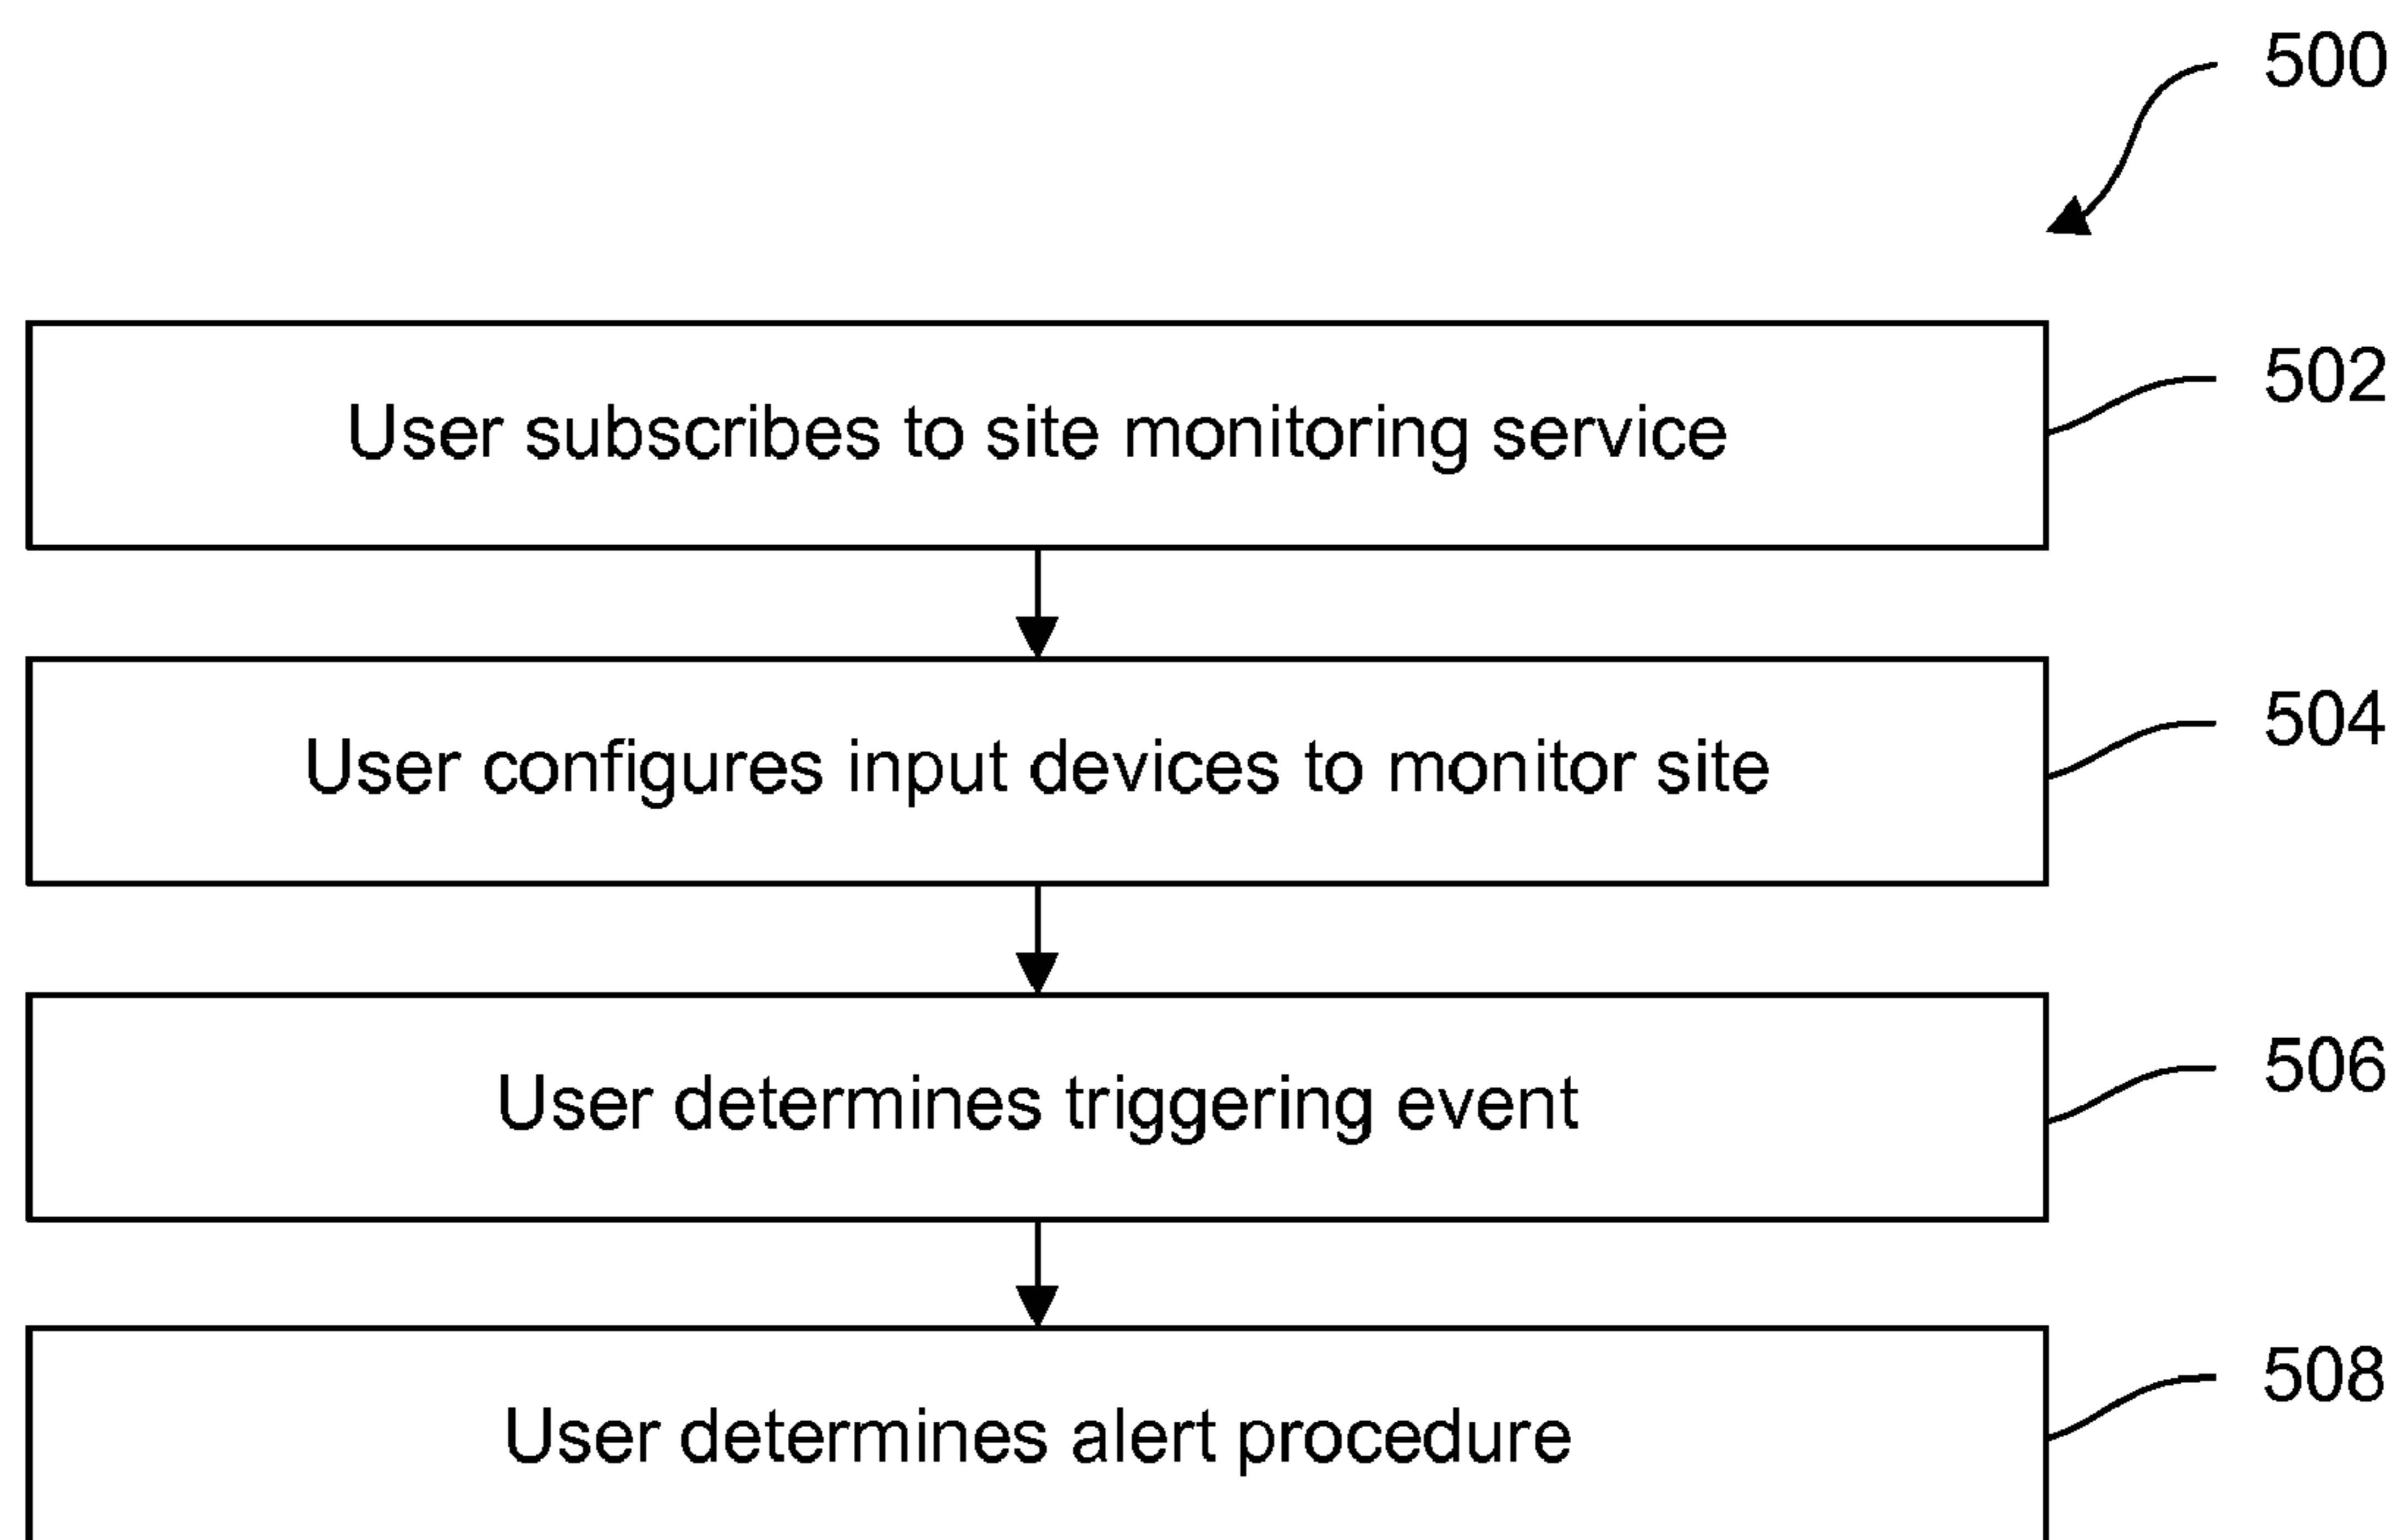 500
User subscribes to site monitoring service
502
User configures input devices to monitor site
504
User determines triggering event
506
User determines alert procedure
508